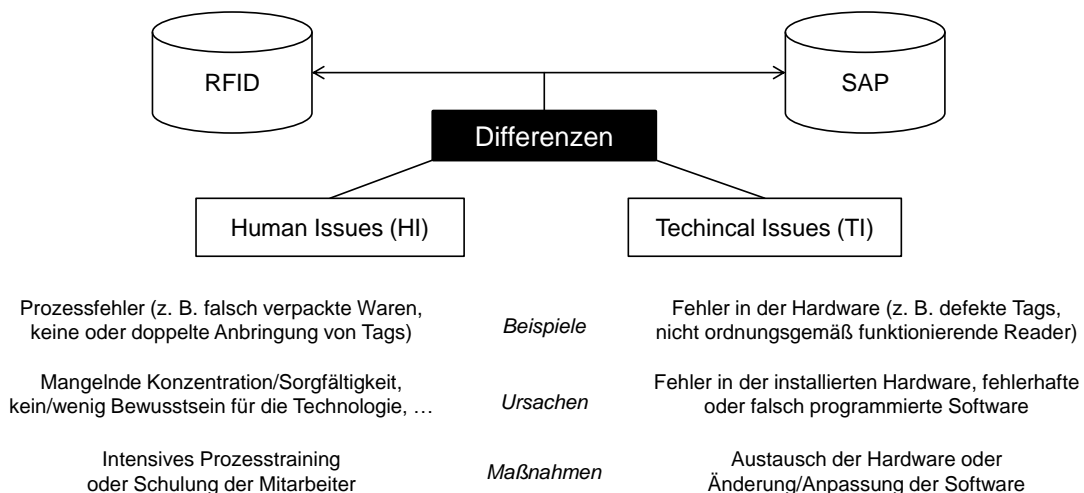 RFID
SAP
Differenzen
Human Issues (HI)
Techincal Issues (TI)
Prozessfehler (z. B. falsch verpackte Waren,
keine oder doppelte Anbringung von Tags)
Beispiele
Fehler in der Hardware (z. B. defekte Tags,
nicht ordnungsgemäß funktionierende Reader)
Mangelnde Konzentration/Sorgfältigkeit,
kein/wenig Bewusstsein für die Technologie, …
Ursachen
Fehler in der installierten Hardware, fehlerhafte
oder falsch programmierte Software
Intensives Prozesstraining
oder Schulung der Mitarbeiter
Maßnahmen
Austausch der Hardware oder
Änderung/Anpassung der Software